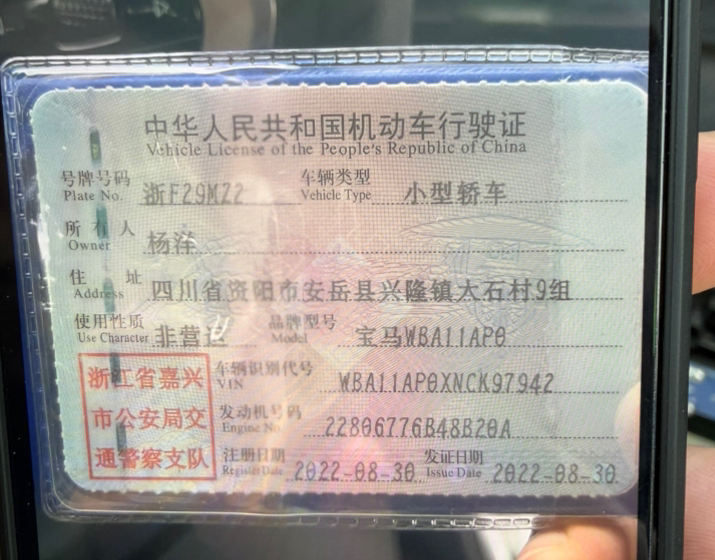 中华人民共和国机动车行驶证
Vehicle License of the People's Republic of China
号牌号码 Plate No. 浙F29MZ2 车辆类型 Vehicle Type 小型轿车
所有人 Owner 杨洋
住址 Address 四川省资阳市安岳县兴隆镇大石村9组
使用性质 Use Character 非营运 品牌型号 Model 宝马WBA11AP0
浙江省嘉兴 车辆识别代号 VIN WBA11AP0XNCK97942
市公安局交 发动机号码 Engine No. 22806776B48B20A
通警察支队 注册日期 Register Date 2022-08-30 发证日期 Issue Date 2022-08-30